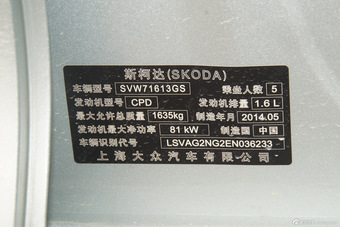 斯柯达(SKODA)
车辆型号 SVW71613GS 乘坐人数 5
发动机型号 CPD 发动机排量 1.6 L
最大允许总质量 1635kg 制造年月 2014.05
发动机最大净功率 81 kW 制造国 中国
车辆识别代号 LSVAG2NG2EN036233
上海大众汽车有限公司